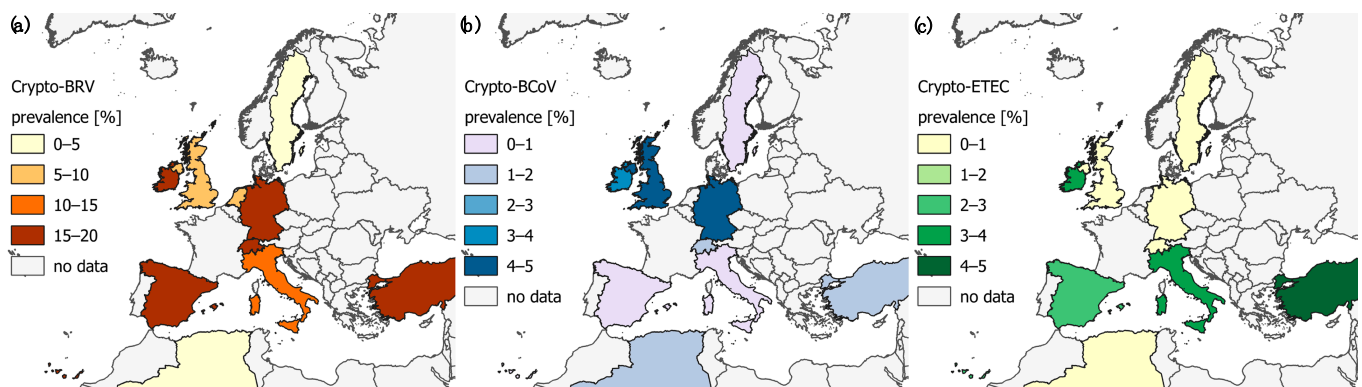 (a)
Crypto-BRV
prevalence [%]
0–5
5–10
10–15
15–20
no data
(b)
Crypto-BCoV
prevalence [%]
0–1
1–2
2–3
3–4
4–5
no data
(c)
Crypto-ETEC
prevalence [%]
0–1
1–2
2–3
3–4
4–5
no data